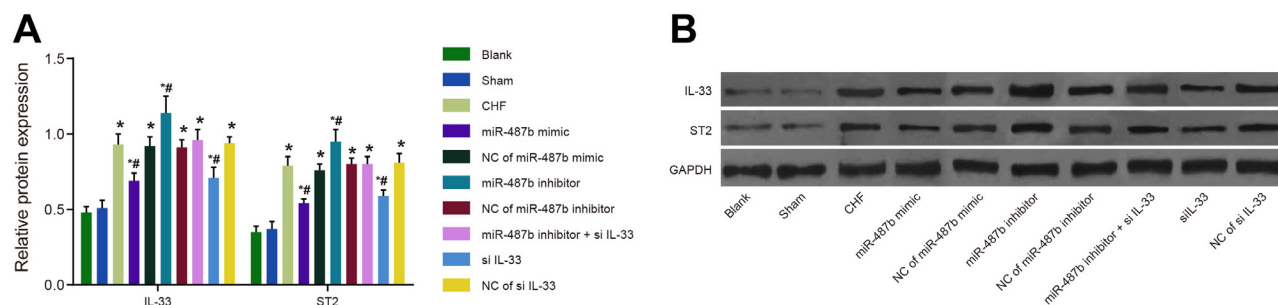 A
Relative protein expression
1.5
1.0
0.5
0.0
* *# * *# * * *# *
* *# * *# * * *# *
IL-33 ST2
Blank
Sham
CHF
miR-487b mimic
NC of miR-487b mimic
miR-487b inhibitor
NC of miR-487b inhibitor
miR-487b inhibitor + si IL-33
si IL-33
NC of si IL-33
B
IL-33
ST2
GAPDH
Blank
Sham
CHF
miR-487b mimic
NC of miR-487b mimic
miR-487b inhibitor
NC of miR-487b inhibitor
miR-487b inhibitor + si IL-33
siIL-33
NC of si IL-33